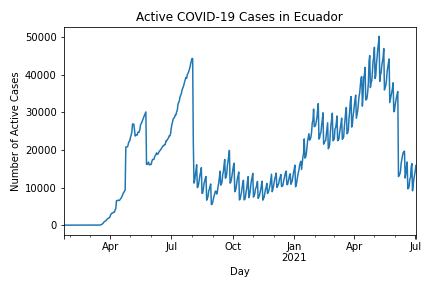 Active COVID-19 Cases in Ecuador
50000
40000
30000
20000
10000
0
Number of Active Cases
Apr Jul Oct Jan Apr Jul
2021
Day